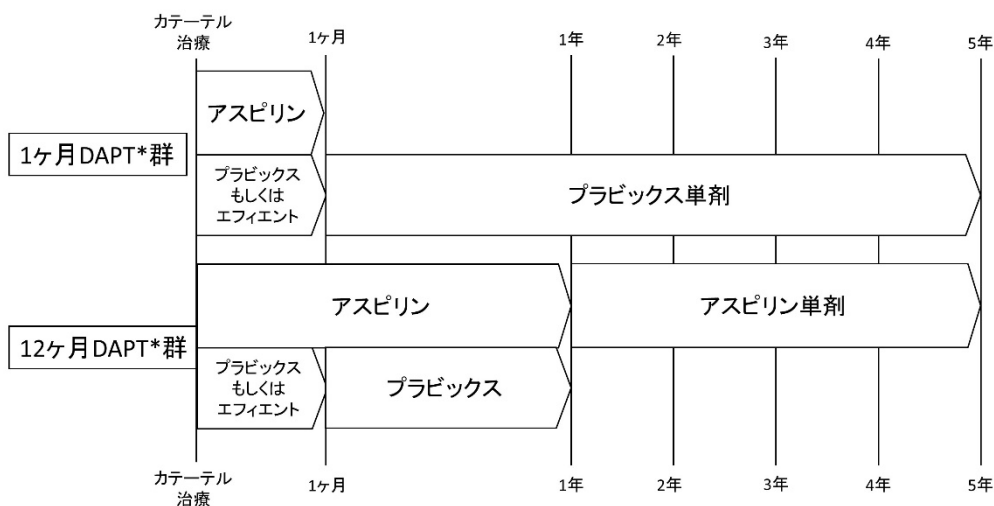 カテーテル
治療
1ヶ月
1年
2年
3年
4年
5年
アスピリン
1ヶ月DAPT*群
プラビックス
もしくは
エフィエント
プラビックス単剤
アスピリン
アスピリン単剤
12ヶ月DAPT*群
プラビックス
もしくは
エフィエント
プラビックス
カテーテル
治療
1ヶ月
1年
2年
3年
4年
5年